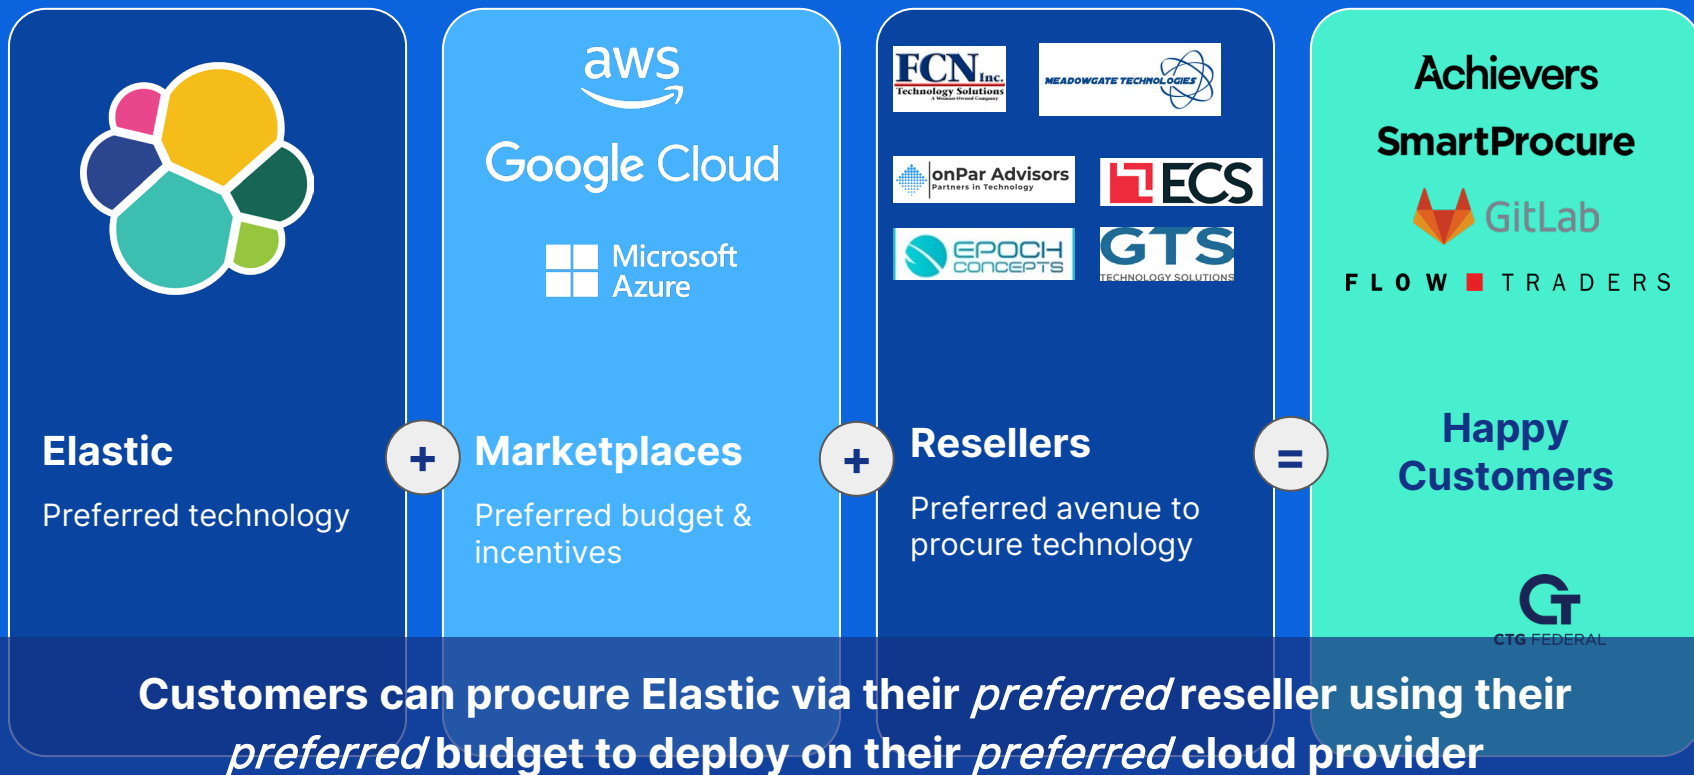 Elastic
Preferred technology
+
aws
Google Cloud
Microsoft
Azure
Marketplaces
Preferred budget &
incentives
+
FCN Inc.
Technology Solutions
A Woman-Owned Company
MEADOWGATE TECHNOLOGIES
onPar Advisors
Partners in Technology
ECS
EPOCH
CONCEPTS
GTS
TECHNOLOGY SOLUTIONS
Resellers
Preferred avenue to
procure technology
=
Achievers
SmartProcure
GitLab
FLOW TRADERS
Happy
Customers
CTG FEDERAL
Customers can procure Elastic via their preferred reseller using their
preferred budget to deploy on their preferred cloud provider